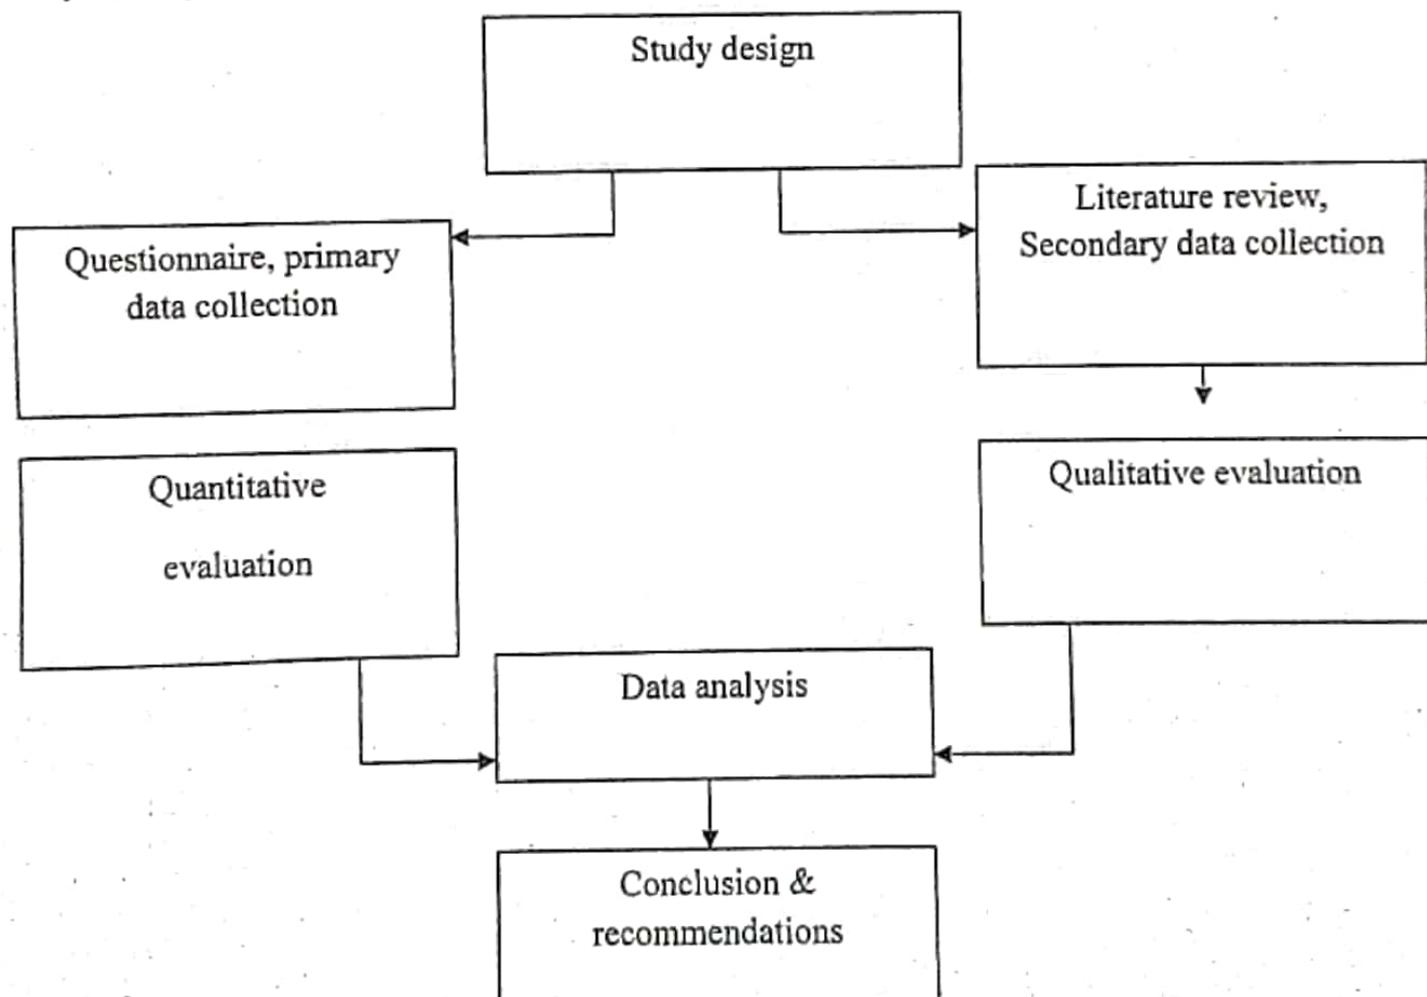 Study design
Literature review,
Secondary data collection
Questionnaire, primary
data collection
Quantitative
evaluation
Qualitative evaluation
Data analysis
Conclusion &
recommendations